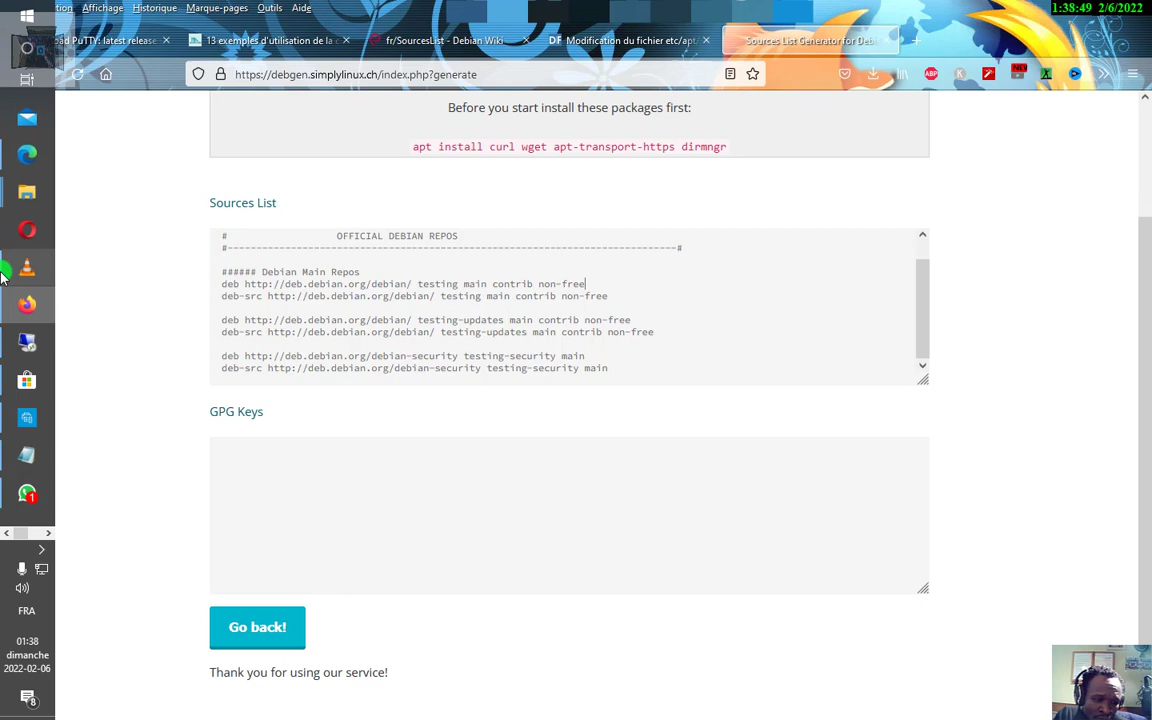 tion Affichage Historique Marque-pages Outils Aide
1:38:49 2/6/2022
ad PuTTY: latest release
13 exemples d'utilisation de la c
fr/SourcesList - Debian Wiki
DF Modification du fichier etc/apt/
Sources List Generator for Deb
https://debgen.simplylinux.ch/index.php?generate
ABP
Before you start install these packages first:
apt install curl wget apt-transport-https dirmngr
Sources List
# OFFICIAL DEBIAN REPOS
#------------------------------------------------------------------------------#
###### Debian Main Repos
deb http://deb.debian.org/debian/ testing main contrib non-free
deb-src http://deb.debian.org/debian/ testing main contrib non-free
deb http://deb.debian.org/debian/ testing-updates main contrib non-free
deb-src http://deb.debian.org/debian/ testing-updates main contrib non-free
deb http://deb.debian.org/debian-security testing-security main
deb-src http://deb.debian.org/debian-security testing-security main
GPG Keys
Go back!
Thank you for using our service!
1
FRA
01:38
dimanche
2022-02-06
8